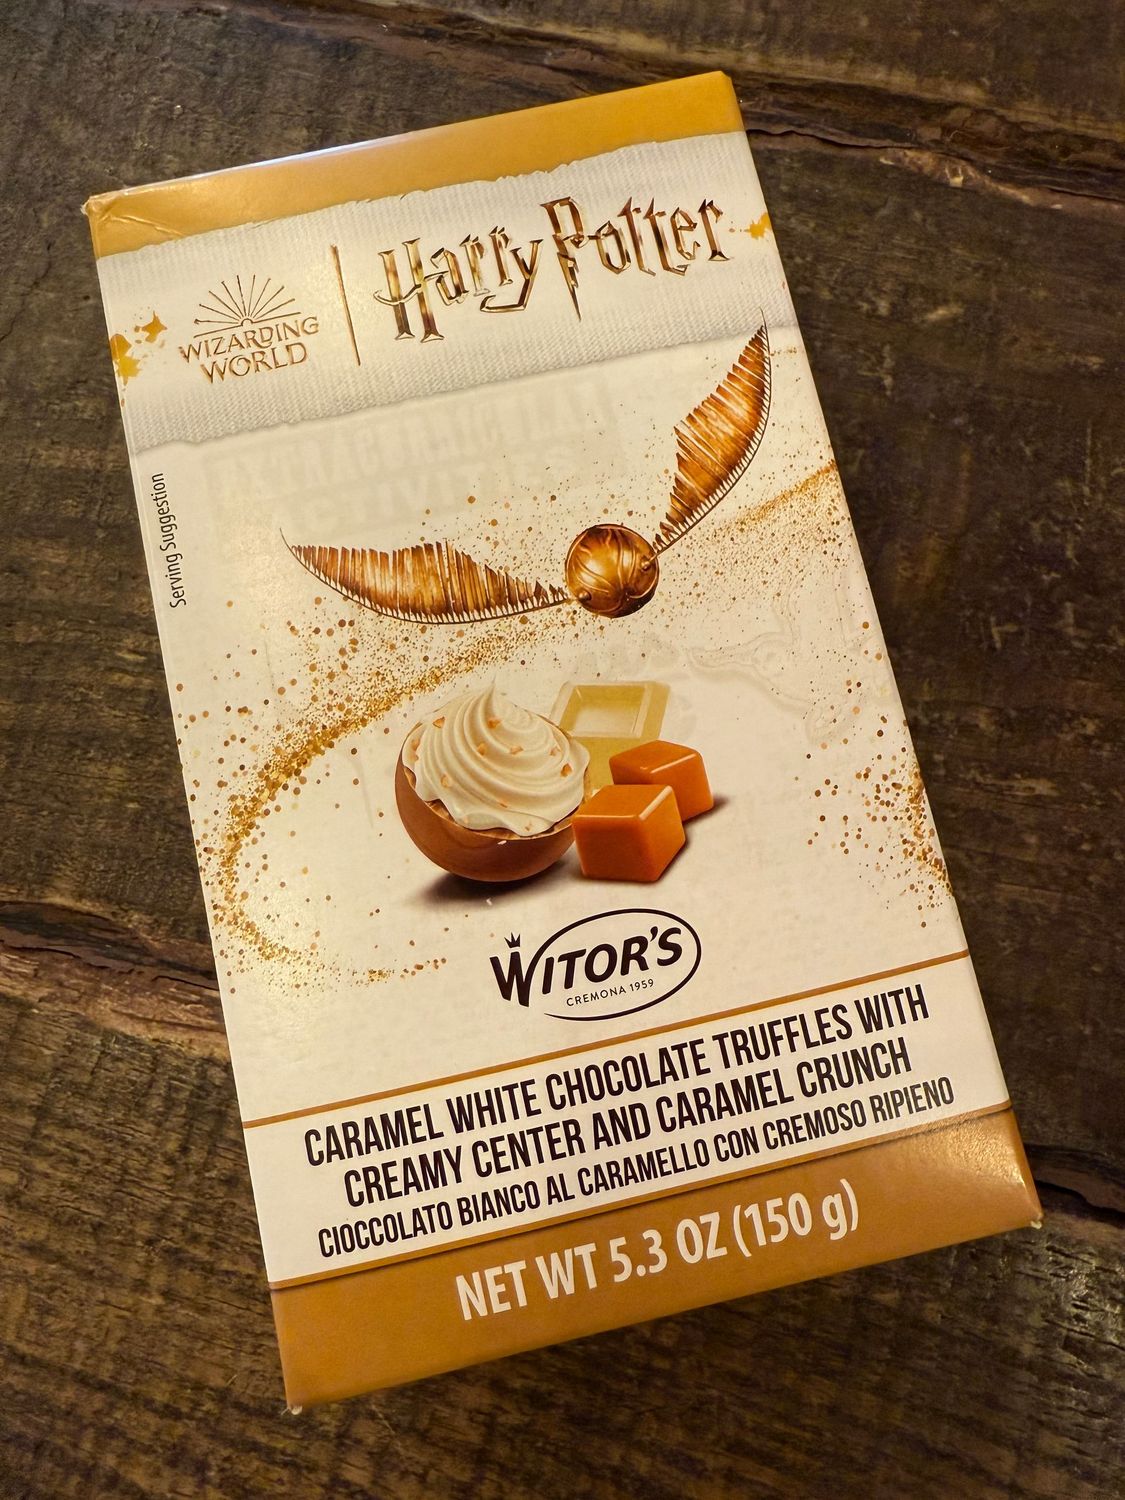 WIZARDING
WORLD
Harry Potter
Serving Suggestion
WITOR'S
CREMONA 1959
CARAMEL WHITE CHOCOLATE TRUFFLES WITH
CREAMY CENTER AND CARAMEL CRUNCH
CIOCCOLATO BIANCO AL CARAMELLO CON CREMOSO RIPIENO
NET WT 5.3 OZ (150 g)